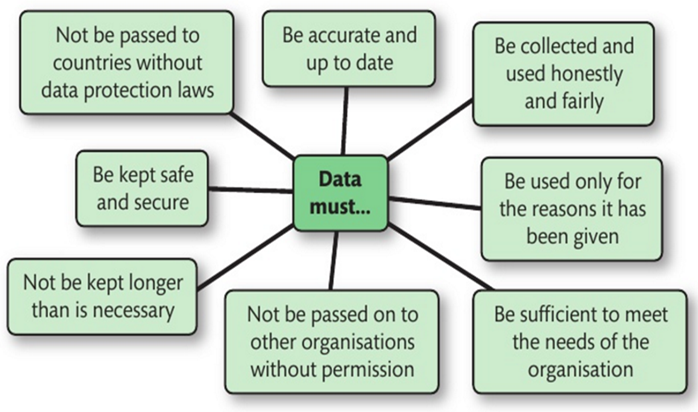 Not be passed to
countries without
data protection laws
Be accurate and
up to date
Be collected and
used honestly
and fairly
Be kept safe
and secure
Data
must...
Be used only for
the reasons it has
been given
Not be kept longer
than is necessary
Not be passed on to
other organisations
without permission
Be sufficient to meet
the needs of the
organisation